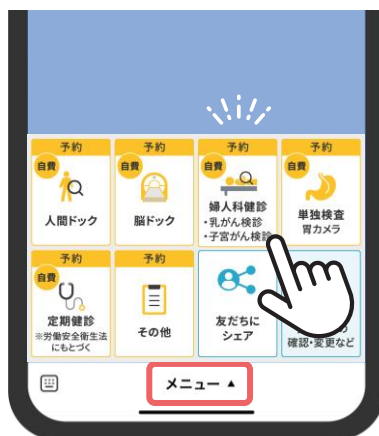 予約
自費
人間ドック
予約
自費
脳ドック
予約
自費
婦人科健診
・乳がん検診
・子宮がん検診
予約
自費
単独検査
胃カメラ
予約
自費
定期健診
※労働安全衛生法
にもとづく
予約
その他
友だちに
シェア
確認・変更など
メニュー ▲